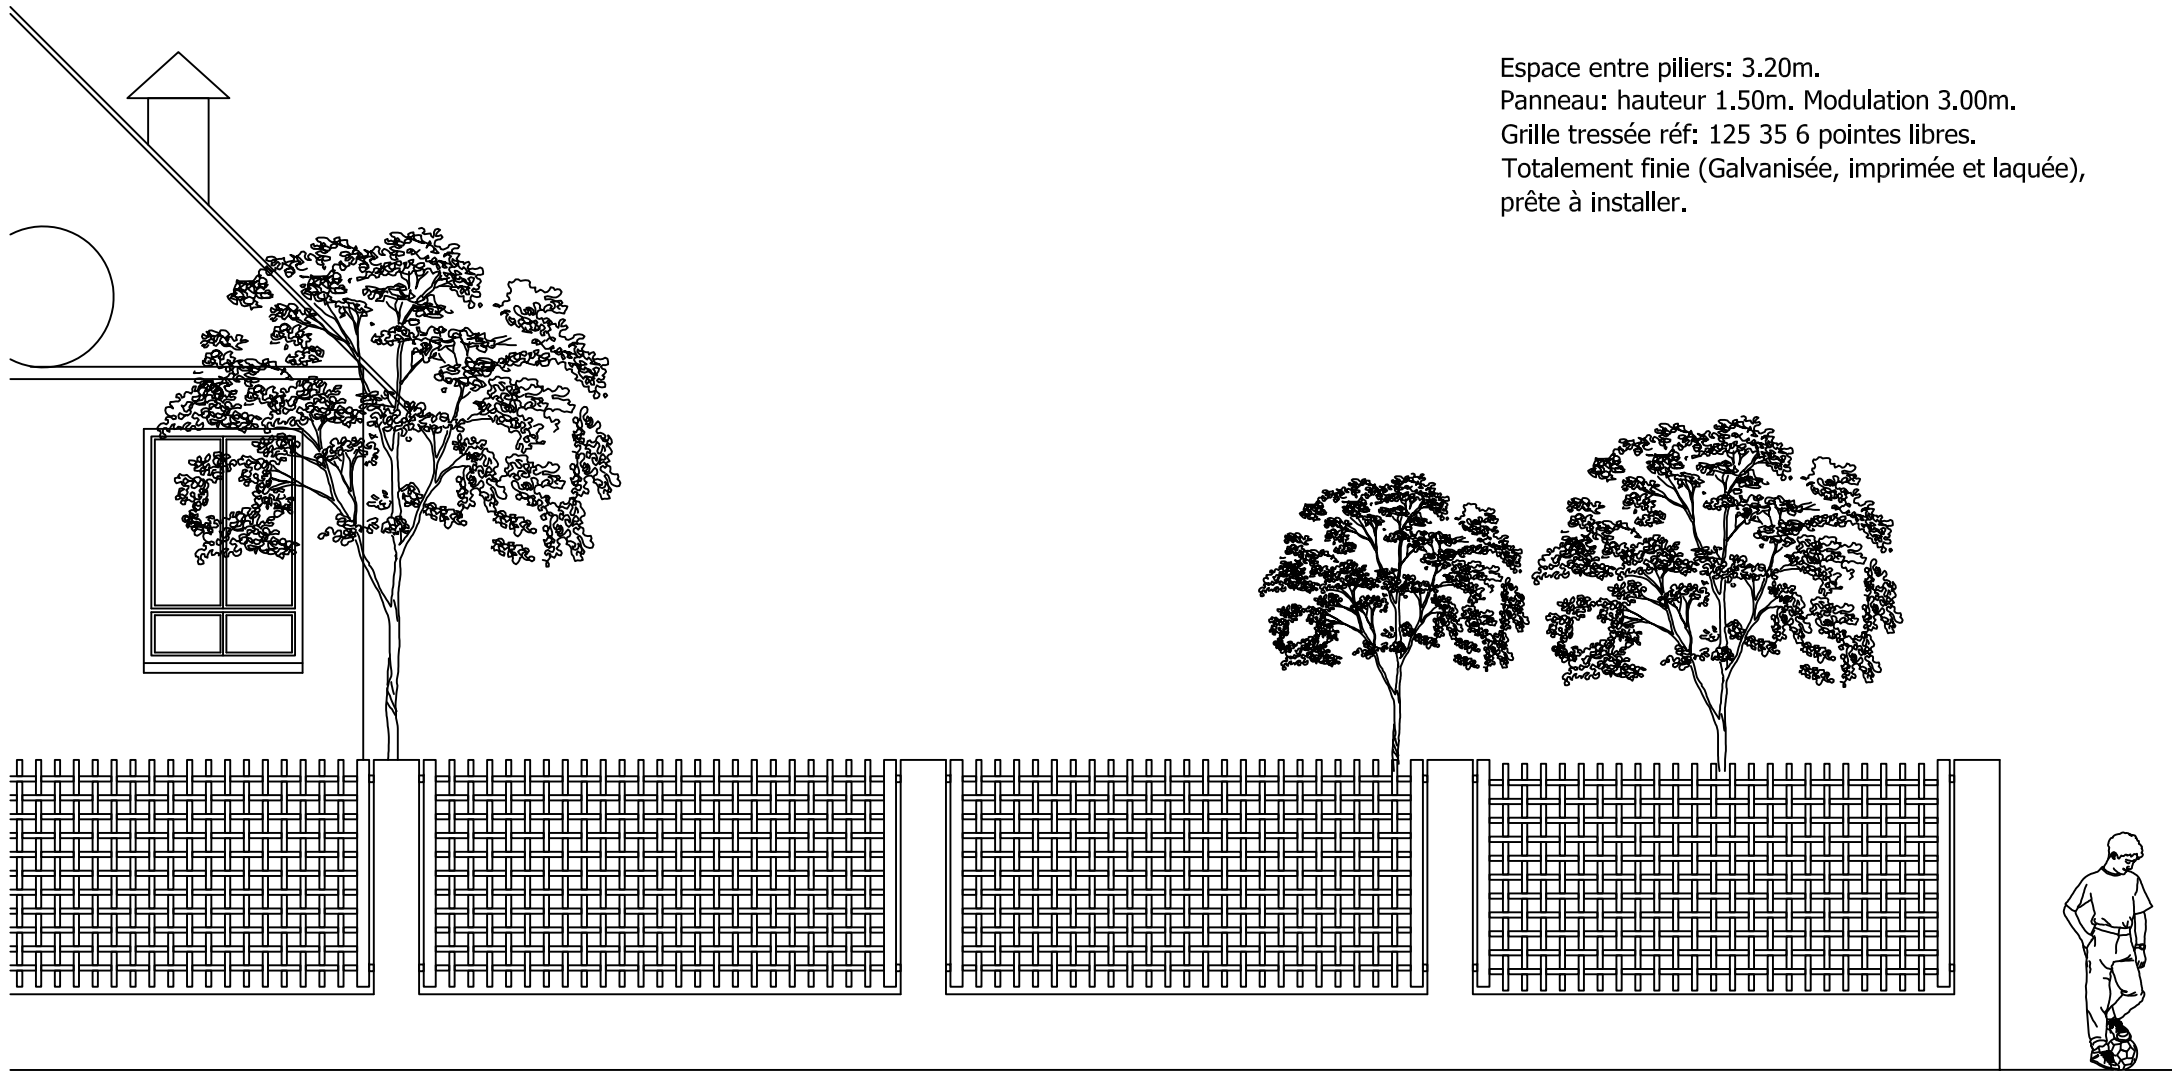 Espace entre piliers: 3.20m.
Panneau: hauteur 1.50m. Modulation 3.00m.
Grille tressée réf: 125 35 6 pointes libres.
Totalement finie (Galvanisée, imprimée et laquée),
prête à installer.